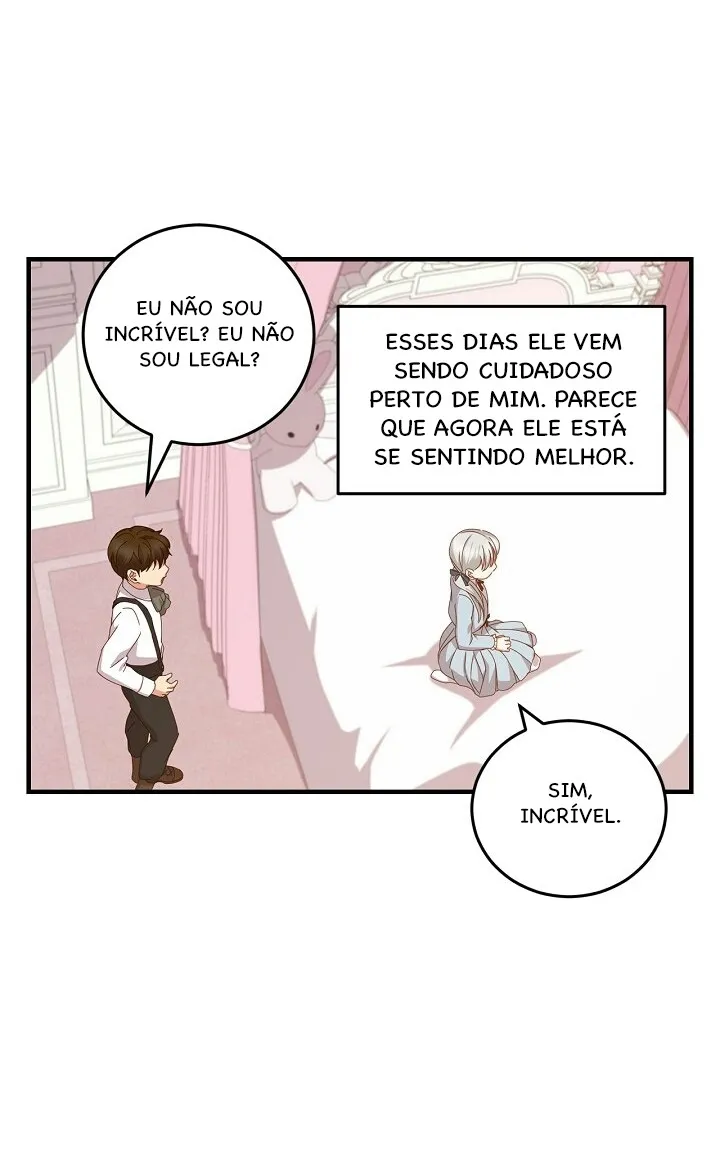 EU NÃO SOU
INCRÍVEL? EU NÃO
SOU LEGAL?
ESSES DIAS ELE VEM
SENDO CUIDADOSO
PERTO DE MIM. PARECE
QUE AGORA ELE ESTÁ
SE SENTINDO MELHOR.
SIM,
INCRÍVEL.